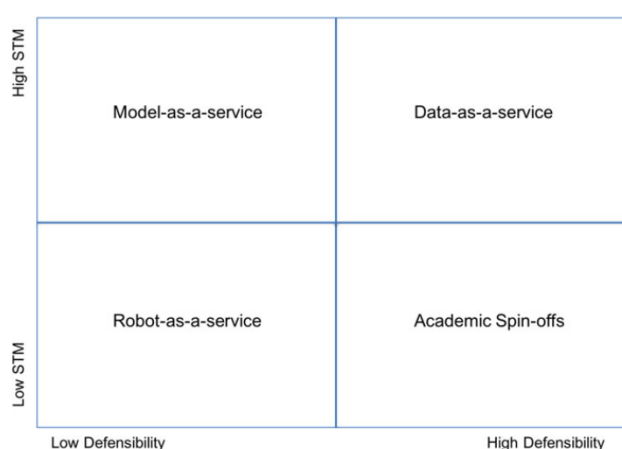 High STM
Model-as-a-service
Data-as-a-service
Low STM
Robot-as-a-service
Academic Spin-offs
Low Defensibility
High Defensibility